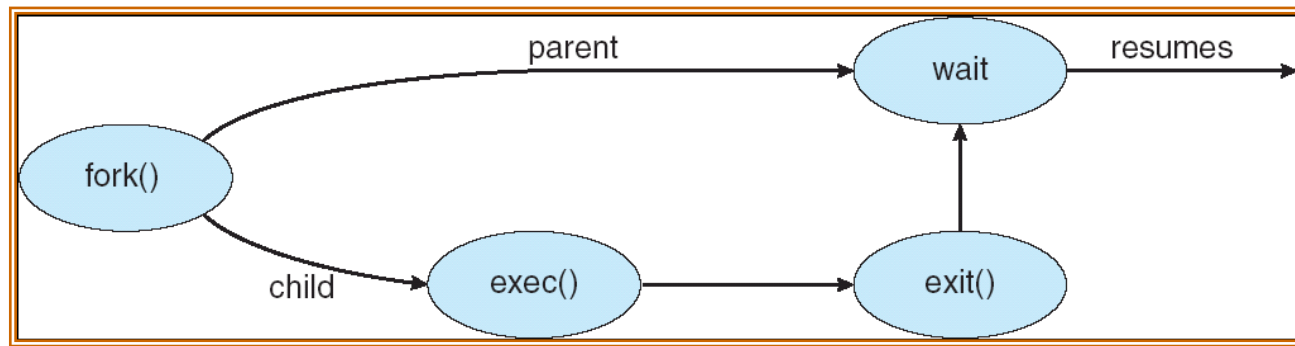 parent
wait
resumes
fork()
child
exec()
exit()